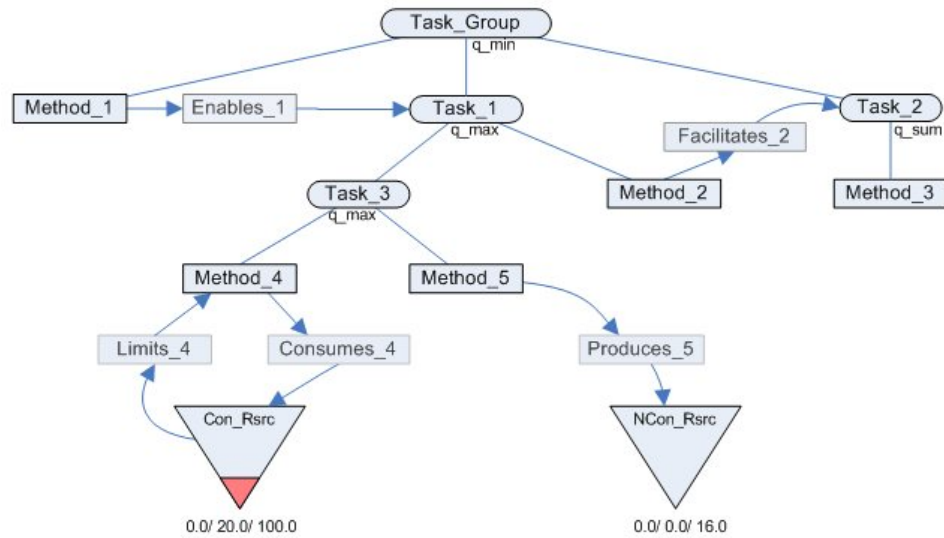 Task_Group
q_min
Method_1
Enables_1
Task_1
q_max
Task_2
q_sum
Facilitates_2
Task_3
q_max
Method_2
Method_3
Method_4
Method_5
Limits_4
Consumes_4
Produces_5
Con_Rsrc
NCon_Rsrc
0.0/ 20.0/ 100.0
0.0/ 0.0/ 16.0